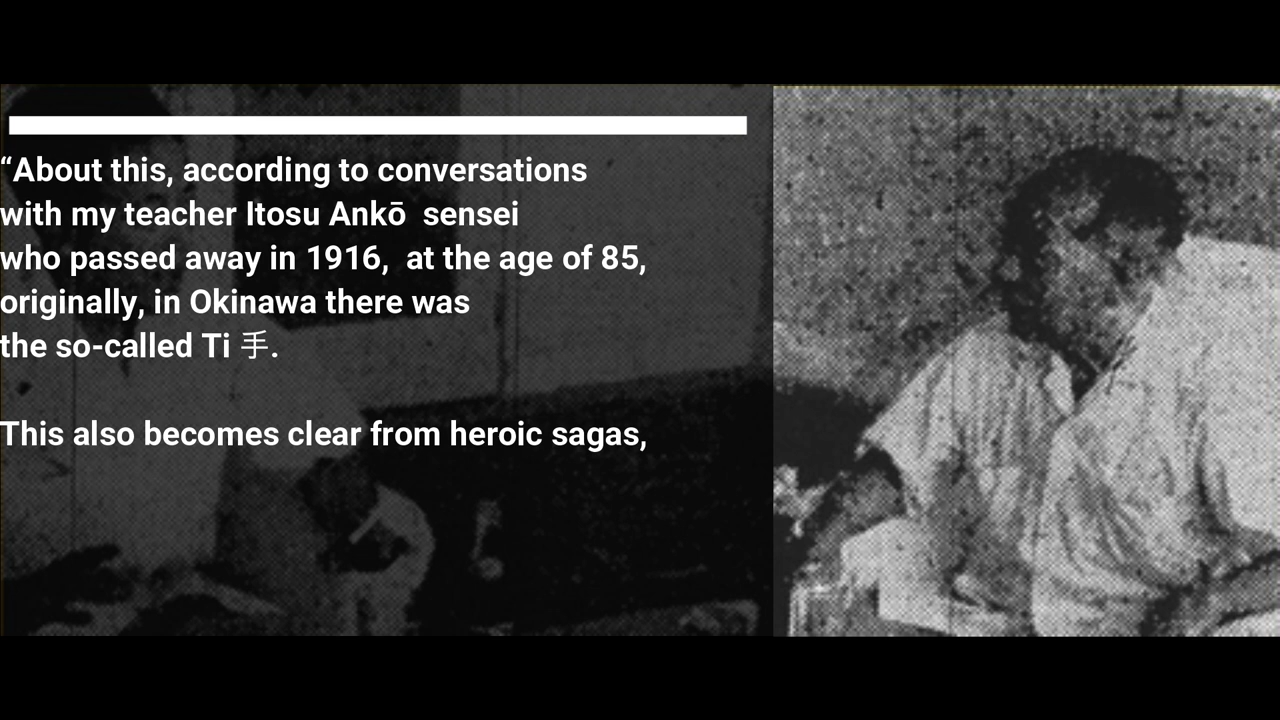 “About this, according to conversations
with my teacher Itosu Ankō  sensei
who passed away in 1916,  at the age of 85,
originally, in Okinawa there was
the so-called Ti 手.
This also becomes clear from heroic sagas,